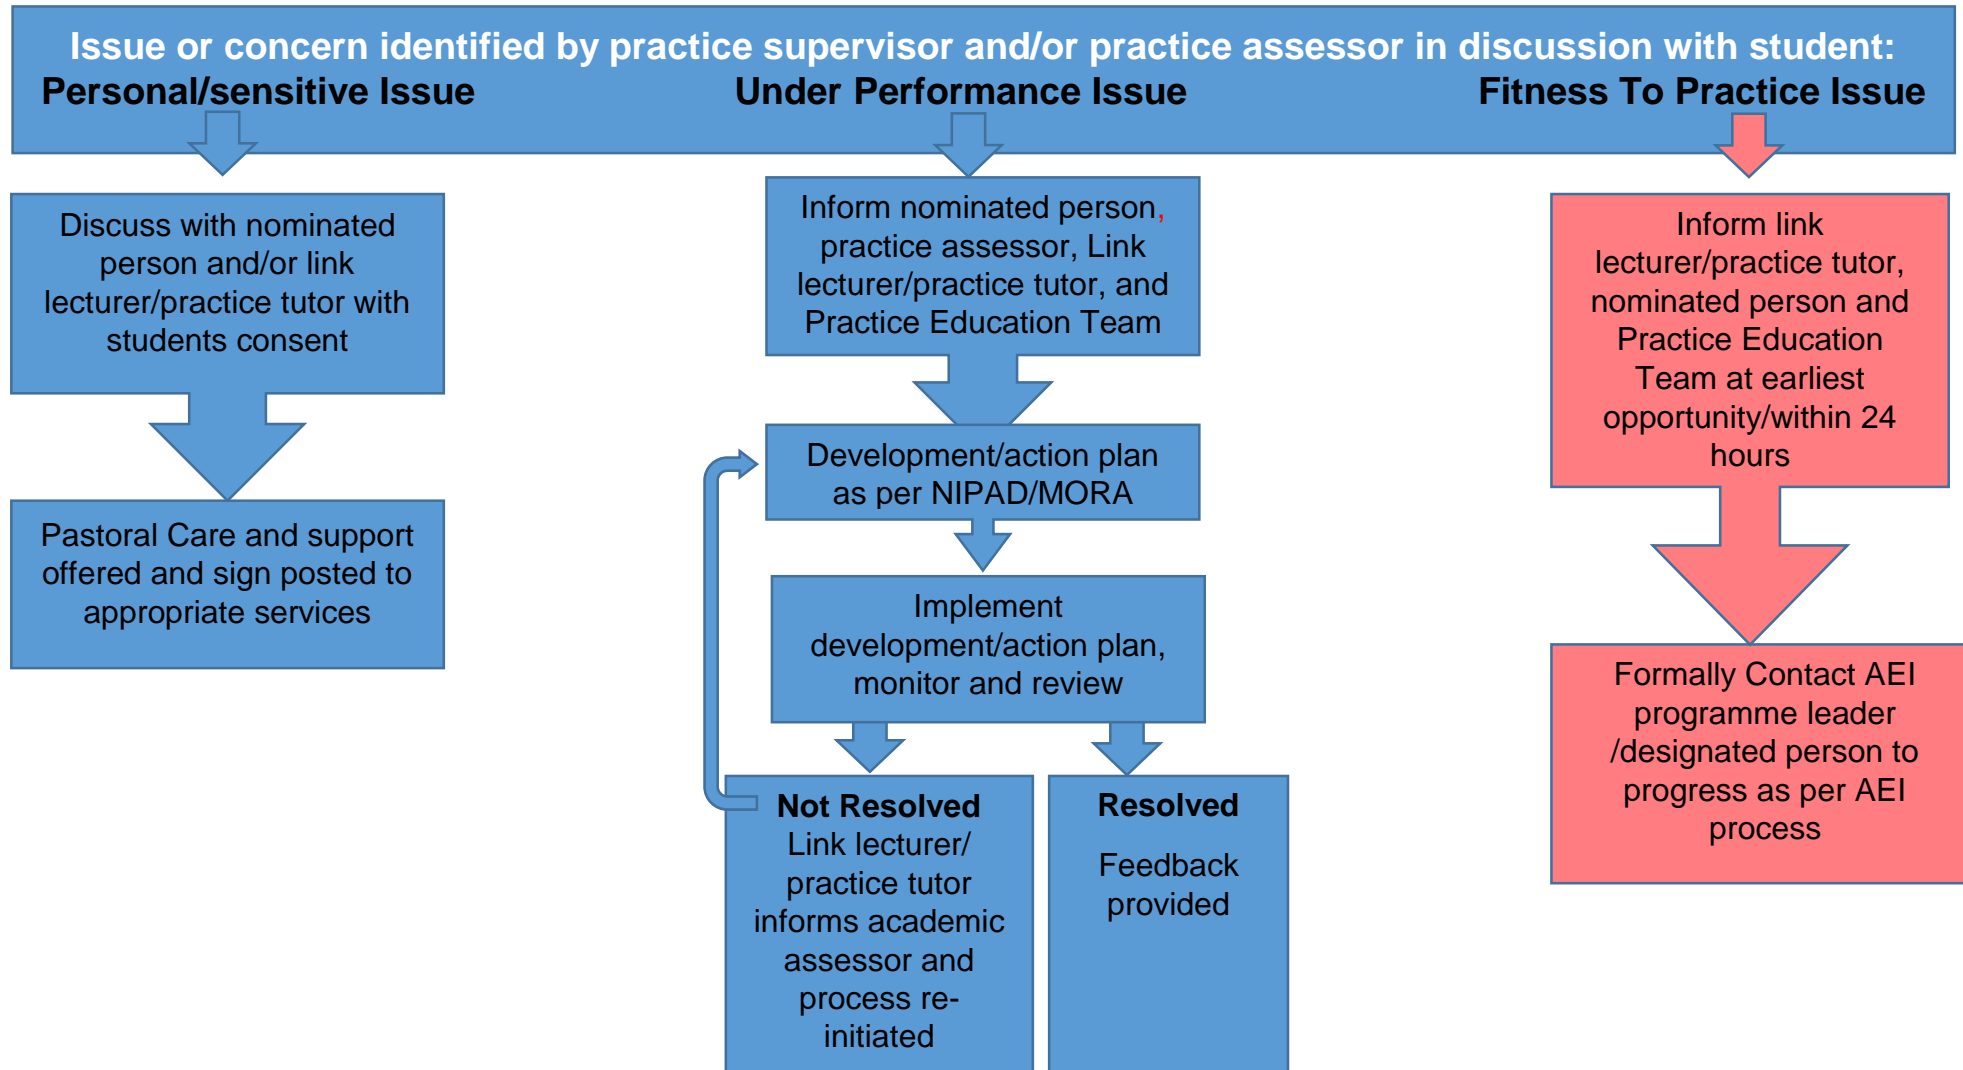 Issue or concern identified by practice supervisor and/or practice assessor in discussion with student:
Personal/sensitive Issue
Under Performance Issue
Fitness To Practice Issue
Discuss with nominated
person and/or link
lecturer/practice tutor with
students consent
Pastoral Care and support
offered and sign posted to
appropriate services
Inform nominated person,
practice assessor, Link
lecturer/practice tutor, and
Practice Education Team
Development/action plan
as per NIPAD/MORA
Implement
development/action plan,
monitor and review
Not Resolved
Link lecturer/
practice tutor
informs academic
assessor and
process re-
initiated
Resolved
Feedback
provided
Inform link
lecturer/practice tutor,
nominated person and
Practice Education
Team at earliest
opportunity/within 24
hours
Formally Contact AEI
programme leader
/designated person to
progress as per AEI
process